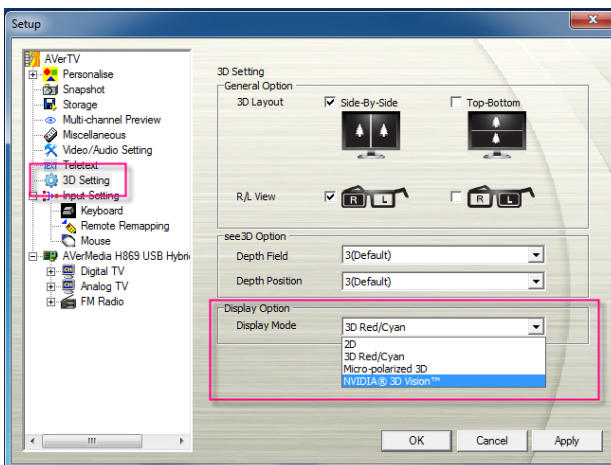 Setup
AVerTV
Personalise
Snapshot
Storage
Multi-channel Preview
Miscellaneous
Video/Audio Setting
TEXT Teletext
3D Setting
Input Setting
Keyboard
Remote Remapping
Mouse
AVerMedia H869 USB Hybri
Digital TV
Analog TV
FM Radio
3D Setting
General Option
3D Layout
Side-By-Side
Top-Bottom
R/L View
R L
R L
see3D Option
Depth Field
3(Default)
Depth Position
3(Default)
Display Option
Display Mode
3D Red/Cyan
2D
3D Red/Cyan
Micro-polarized 3D
NVIDIA® 3D Vision™
OK
Cancel
Apply